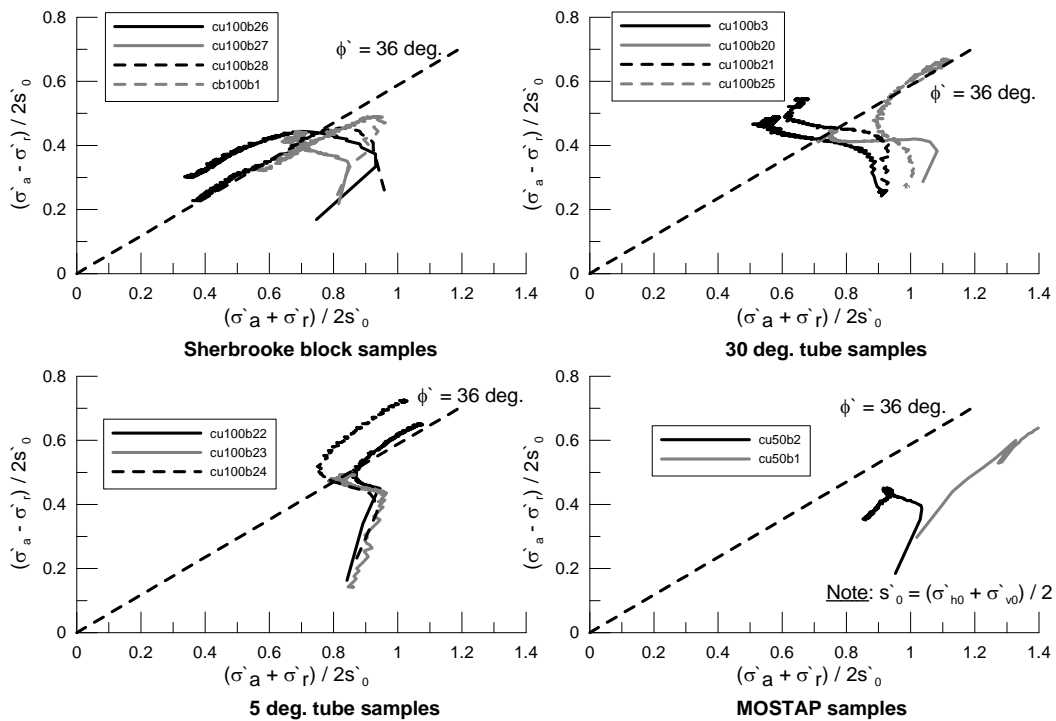 0.8
0.6
0.4
0.2
0
(σ`a - σ`r) / 2s`0
cu100b26
cu100b27
cu100b28
cb100b1
ϕ` = 36 deg.
0 0.2 0.4 0.6 0.8 1 1.2 1.4
(σ`a + σ`r) / 2s`0
Sherbrooke block samples
0.8
0.6
0.4
0.2
0
(σ`a - σ`r) / 2s`0
cu100b3
cu100b20
cu100b21
cu100b25
ϕ` = 36 deg.
0 0.2 0.4 0.6 0.8 1 1.2 1.4
(σ`a + σ`r) / 2s`0
30 deg. tube samples
0.8
0.6
0.4
0.2
0
(σ`a - σ`r) / 2s`0
ϕ` = 36 deg.
cu100b22
cu100b23
cu100b24
0 0.2 0.4 0.6 0.8 1 1.2 1.4
(σ`a + σ`r) / 2s`0
5 deg. tube samples
0.8
0.6
0.4
0.2
0
(σ`a - σ`r) / 2s`0
ϕ` = 36 deg.
cu50b2
cu50b1
Note: s`0 = (σ`h0 + σ`v0) / 2
0 0.2 0.4 0.6 0.8 1 1.2 1.4
(σ`a + σ`r) / 2s`0
MOSTAP samples